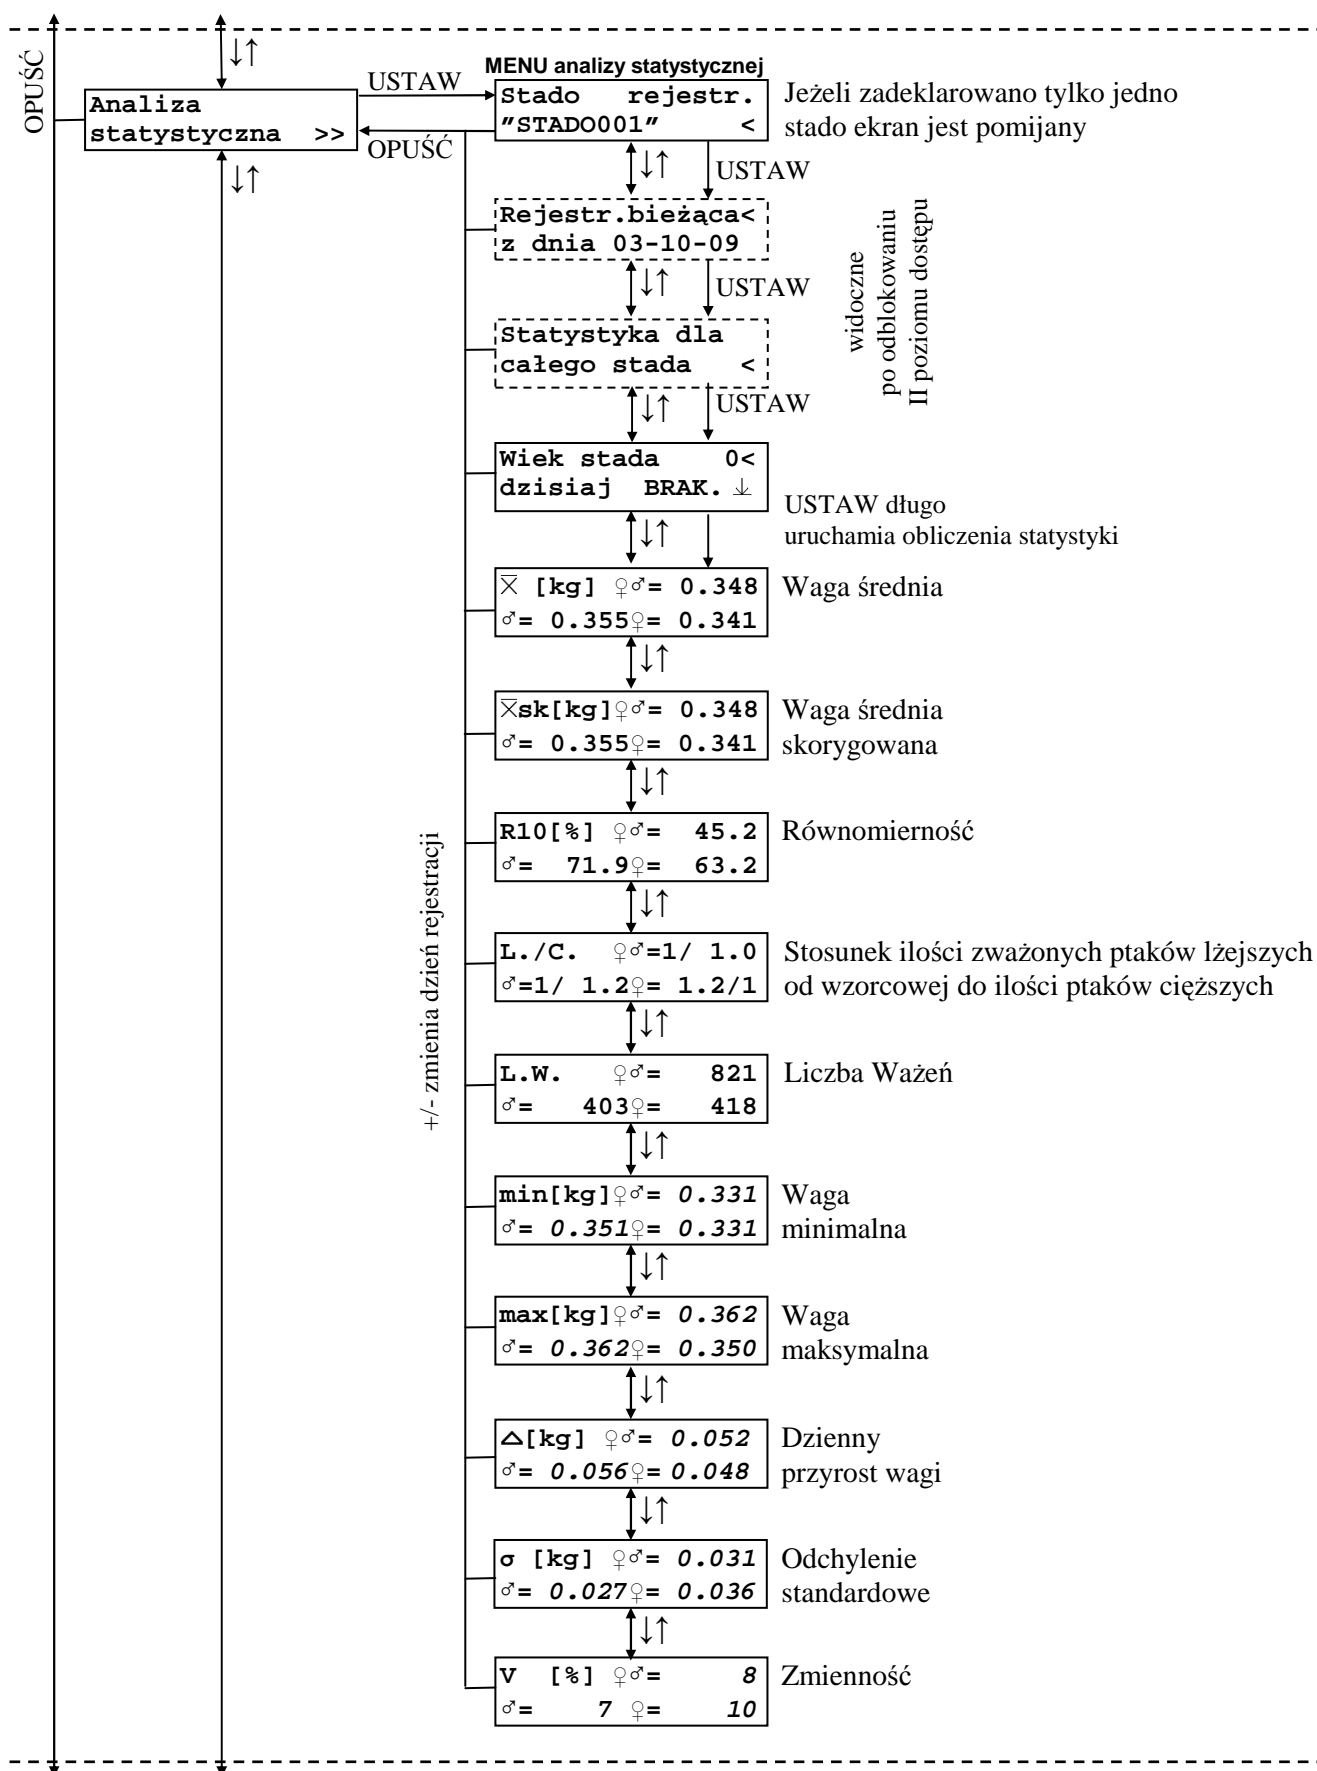 OPUŚĆ
↓↑
Analiza
statystyczna >>
↓↑
USTAW
OPUŚĆ
MENU analizy statystycznej
Stado rejestr.
"STADO001" <
Jeżeli zadeklarowano tylko jedno
stado ekran jest pomijany
↓↑ USTAW
Rejestr.bieżąca<
z dnia 03-10-09
↓↑ USTAW
widoczne
po odblokowaniu
II poziomu dostępu
Statystyka dla
całego stada <
↓↑ USTAW
Wiek stada 0<
dzisiaj BRAK. ↓
USTAW długo
uruchamia obliczenia statystyki
↓↑
X̅ [kg] ♀♂= 0.348
♂= 0.355♀= 0.341
Waga średnia
↓↑
X̅sk[kg]♀♂= 0.348
♂= 0.355♀= 0.341
Waga średnia
skorygowana
↓↑
+/- zmienia dzień rejestracji
R10[%] ♀♂= 45.2
♂= 71.9♀= 63.2
Równomierność
↓↑
L./C. ♀♂=1/ 1.0
♂=1/ 1.2♀= 1.2/1
Stosunek ilości zważonych ptaków lżejszych
od wzorcowej do ilości ptaków cięższych
↓↑
L.W. ♀♂= 821
♂= 403♀= 418
Liczba Ważeń
↓↑
min[kg]♀♂= 0.331
♂= 0.351♀= 0.331
Waga
minimalna
↓↑
max[kg]♀♂= 0.362
♂= 0.362♀= 0.350
Waga
maksymalna
↓↑
△[kg] ♀♂= 0.052
♂= 0.056♀= 0.048
Dzienny
przyrost wagi
↓↑
σ [kg] ♀♂= 0.031
♂= 0.027♀= 0.036
Odchylenie
standardowe
↓↑
V [%] ♀♂= 8
♂= 7 ♀= 10
Zmienność